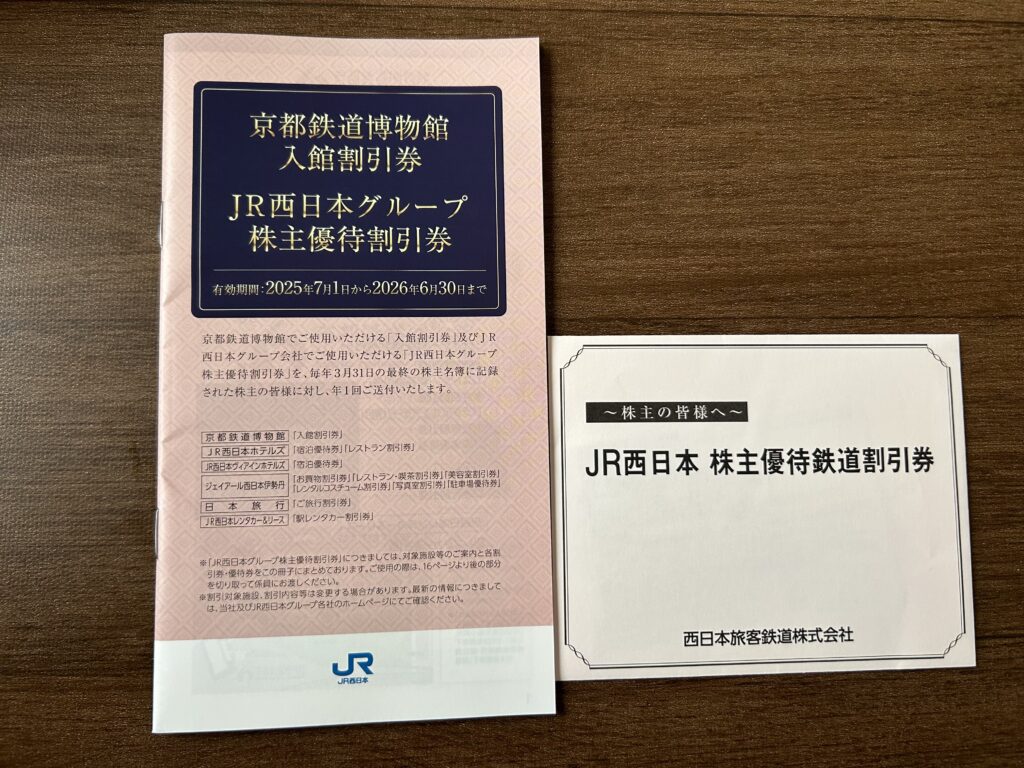 京都鉄道博物館
入館割引券
JR西日本グループ
株主優待割引券
有効期間：2025年7月1日から2026年6月30日まで
京都鉄道博物館でご使用いただける「入館割引券」及びJR
西日本グループ会社でご使用いただける「JR西日本グループ
株主優待割引券」を、毎年3月31日の最終の株主名簿に記録
された株主の皆様に対し、年1回ご送付いたします。
京都鉄道博物館 「入館割引券」
JR西日本ホテルズ 「宿泊優待券」「レストラン割引券」
JR西日本ヴィアインホテルズ 「宿泊優待券」
ジェイアール西日本伊勢丹 「お買物割引券」「レストラン・喫茶割引券」「美容室割引券」
「レンタルコスチューム割引券」「写真室割引券」「駐車場優待券」
日本旅行 「ご旅行割引券」
JR西日本レンタカー&リース 「駅レンタカー割引券」
※「JR西日本グループ株主優待割引券」につきましては、対象施設等のご案内と各割
引券・優待券をこの冊子にまとめております。ご使用の際は、16ページより後の部分
を切り取って係員にお渡しください。
※割引対象施設、割引内容等は変更する場合があります。最新の情報につきまして
は、当社及びJR西日本グループ各社のホームページにてご確認ください。
JR
JR西日本
～株主の皆様へ～
JR西日本 株主優待鉄道割引券
西日本旅客鉄道株式会社